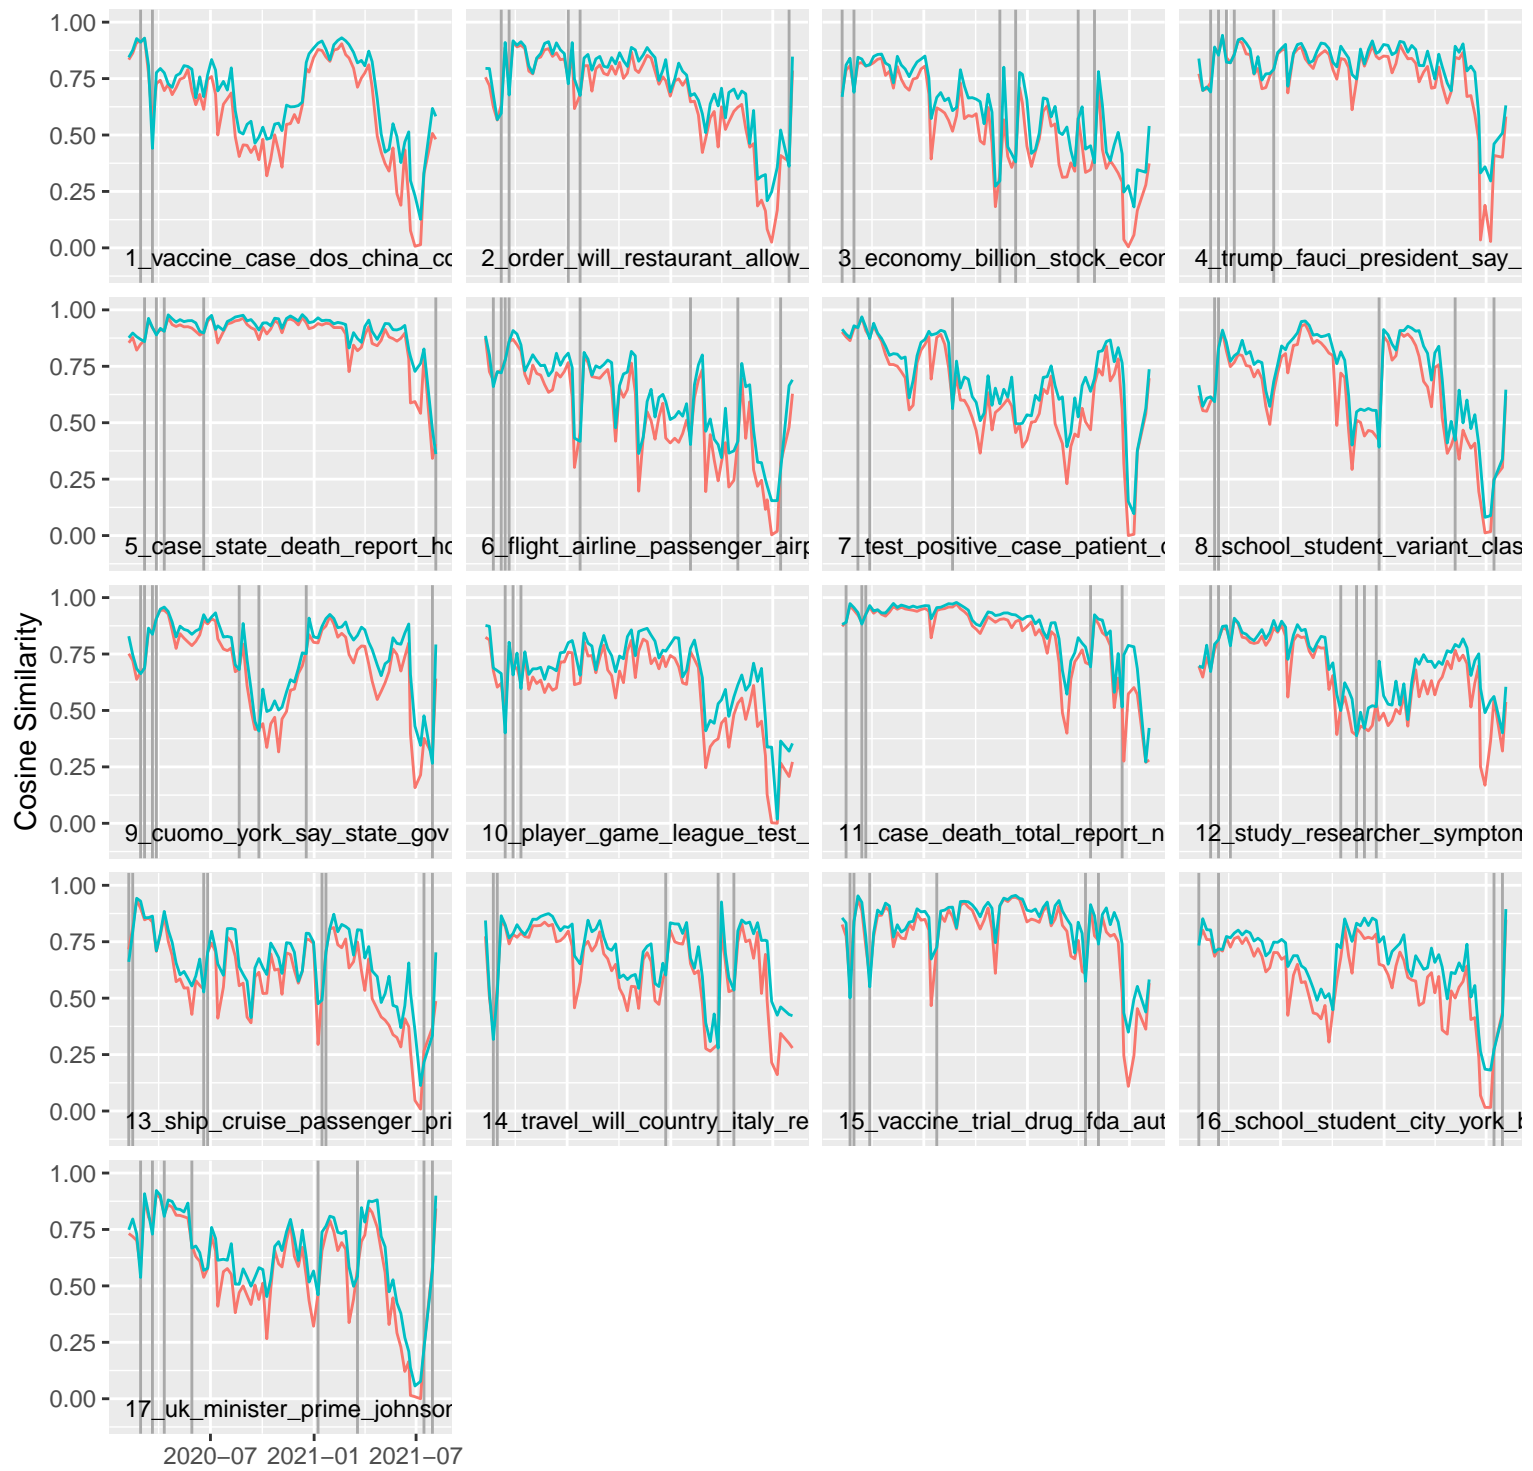 1.00
0.75
0.50
0.25
0.00
1_vaccine_case_dos_china_co
2_order_will_restaurant_allow_
3_economy_billion_stock_econ
4_trump_fauci_president_say_
1.00
0.75
0.50
0.25
0.00
5_case_state_death_report_ho
6_flight_airline_passenger_airp
7_test_positive_case_patient_c
8_school_student_variant_clas
Cosine Similarity
1.00
0.75
0.50
0.25
0.00
9_cuomo_york_say_state_gov
10_player_game_league_test_
11_case_death_total_report_n
12_study_researcher_symptom
1.00
0.75
0.50
0.25
0.00
13_ship_cruise_passenger_pri
14_travel_will_country_italy_re
15_vaccine_trial_drug_fda_aut
16_school_student_city_york_b
1.00
0.75
0.50
0.25
0.00
17_uk_minister_prime_johnson
2020−07 2021−01 2021−07